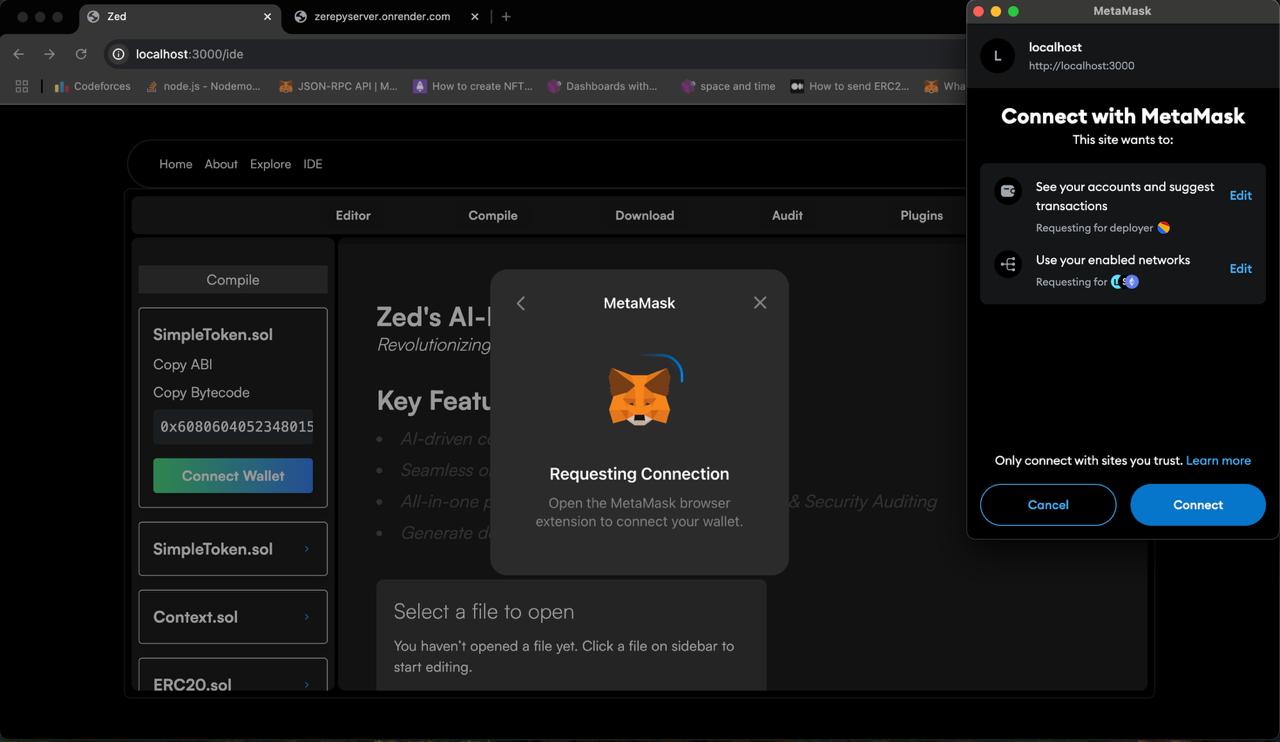 Zed
zerepyserver.onrender.com
localhost:3000/ide
Codeforces
node.js - Nodemo...
JSON-RPC API | M...
How to create NFT...
Dashboards with...
space and time
How to send ERC2...
Wha
Home About Explore IDE
Editor Compile Download Audit Plugins
Compile
SimpleToken.sol
Copy ABI
Copy Bytecode
0x6080604052348015
Connect Wallet
SimpleToken.sol
Context.sol
ERC20.sol
Zed's AI-
Revolutionizing
Key Featu
AI-driven co
Seamless o
All-in-one p
& Security Auditing
Generate d
Select a file to open
You haven't opened a file yet. Click a file on sidebar to
start editing.
MetaMask
Requesting Connection
Open the MetaMask browser
extension to connect your wallet.
MetaMask
L
localhost
http://localhost:3000
Connect with MetaMask
This site wants to:
See your accounts and suggest
transactions
Edit
Requesting for deployer
Use your enabled networks
Edit
Requesting for
Only connect with sites you trust. Learn more
Cancel
Connect